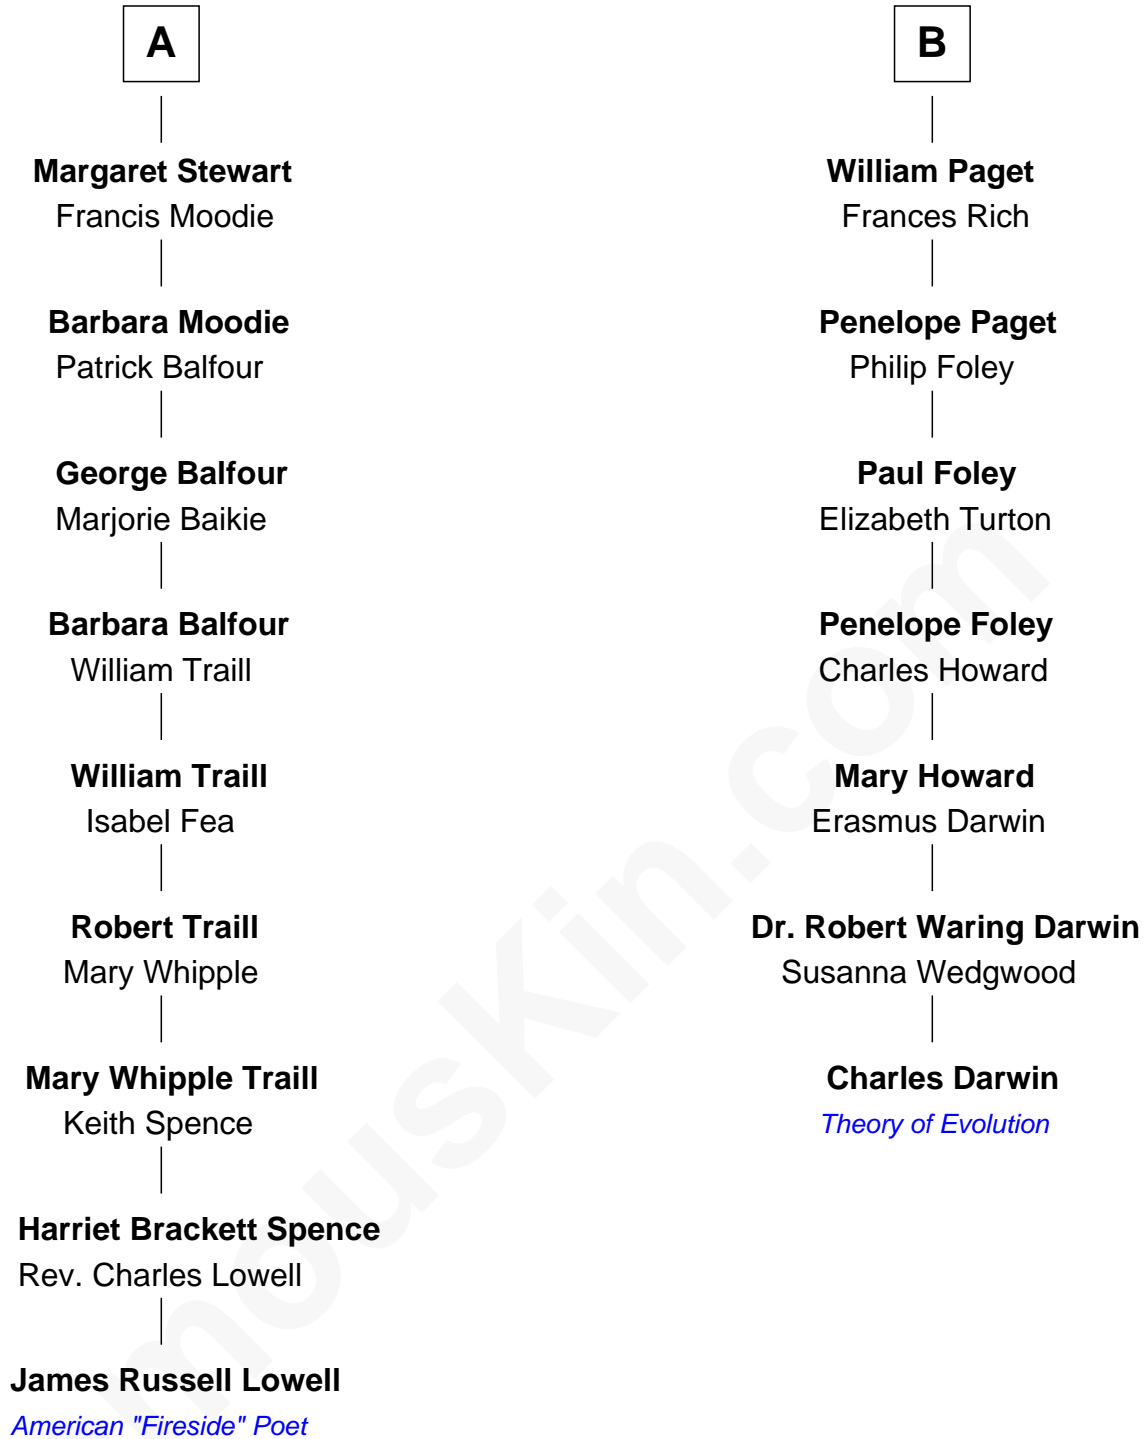 A
Margaret Stewart
Francis Moodie
Barbara Moodie
Patrick Balfour
George Balfour
Marjorie Baikie
Barbara Balfour
William Traill
William Traill
Isabel Fea
Robert Traill
Mary Whipple
Mary Whipple Traill
Keith Spence
Harriet Brackett Spence
Rev. Charles Lowell
James Russell Lowell
American "Fireside" Poet
B
William Paget
Frances Rich
Penelope Paget
Philip Foley
Paul Foley
Elizabeth Turton
Penelope Foley
Charles Howard
Mary Howard
Erasmus Darwin
Dr. Robert Waring Darwin
Susanna Wedgwood
Charles Darwin
Theory of Evolution
mousKin.com